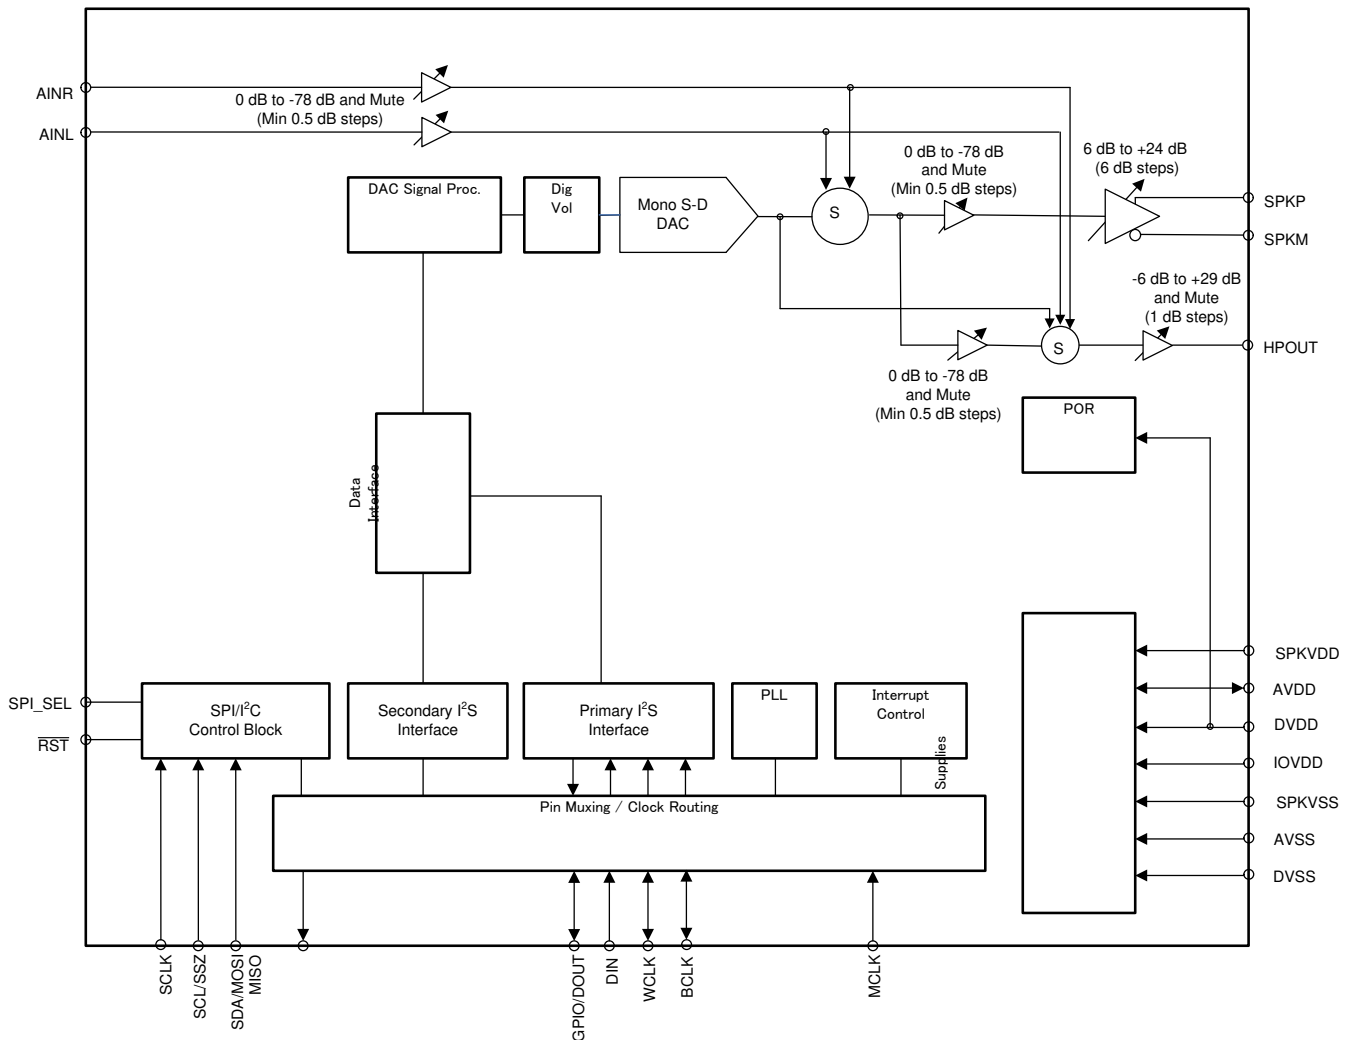 AINR
0 dB to -78 dB and Mute
(Min 0.5 dB steps)
AINL
DAC Signal Proc.
Dig
Vol
Mono S-D
DAC
S
0 dB to -78 dB
and Mute
(Min 0.5 dB steps)
6 dB to +24 dB
(6 dB steps)
SPKP
SPKM
-6 dB to +29 dB
and Mute
(1 dB steps)
S
HPOUT
0 dB to -78 dB
and Mute
(Min 0.5 dB steps)
POR
Data
Interface
SPI_SEL
RST
SPI/I²C
Control Block
Secondary I²S
Interface
Primary I²S
Interface
PLL
Interrupt
Control
Supplies
SPKVDD
AVDD
DVDD
IOVDD
SPKVSS
AVSS
DVSS
Pin Muxing / Clock Routing
SCLK
SCL/SSZ
SDA/MOSI
MISO
GPIO/DOUT
DIN
WCLK
BCLK
MCLK